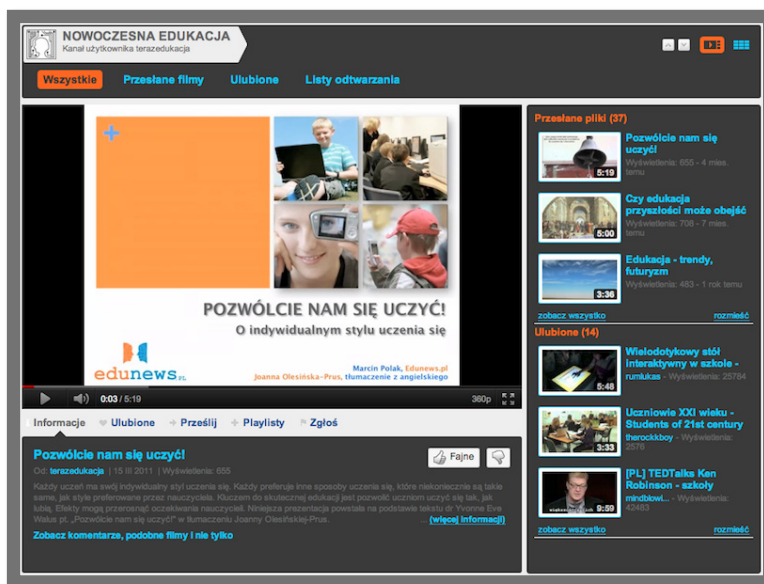 NOWOCZESNA EDUKACJA
Kanał użytkownika terazedukacja
Wszystkie Przesłane filmy Ulubione Listy odtwarzania
POZWÓLCIE NAM SIĘ UCZYĆ!
O indywidualnym stylu uczenia się
edunews.PL
Marcin Polak, Edunews.pl
Joanna Olesińska-Prus, tłumaczenie z angielskiego
0:03 / 5:19 360p
Informacje Ulubione Prześlij Playlisty Zgłoś
Pozwólcie nam się uczyć!
Fajne
Od: terazedukacja | 15 III 2011 | Wyświetlenia: 655
Każdy uczeń ma swój indywidualny styl uczenia się. Każdy preferuje inne sposoby uczenia się, które niekoniecznie są takie
same, jak style preferowane przez nauczyciela. Kluczem do skutecznej edukacji jest pozwolić uczniom uczyć się tak, jak
lubią. Efekty mogą przerosnąć oczekiwania nauczycieli. Niniejsza prezentacja powstała na podstawie tekstu dr Yvonne Eve
Walus pt. „Pozwólcie nam się uczyć!" w tłumaczeniu Joanny Olesińskiej-Prus. ... (więcej informacji)
Zobacz komentarze, podobne filmy i nie tylko
Przesłane pliki (37)
5:19
Pozwólcie nam się
uczyć!
Wyświetlenia: 655 - 4 mies.
temu
5:00
Czy edukacja
przyszłości może obejść
Wyświetlenia: 708 - 7 mies.
temu
3:36
Edukacja - trendy,
futuryzm
Wyświetlenia: 483 - 1 rok temu
zobacz wszystko rozmieść
Ulubione (14)
5:48
Wielodotykowy stół
interaktywny w szkole -
rumlukas - Wyświetlenia: 25784
3:33
Uczniowie XXI wieku -
Students of 21st century
therockkboy - Wyświetlenia:
2576
9:59
[PL] TEDTalks Ken
Robinson - szkoły
mindblowi... - Wyświetlenia:
42483
zobacz wszystko rozmieść